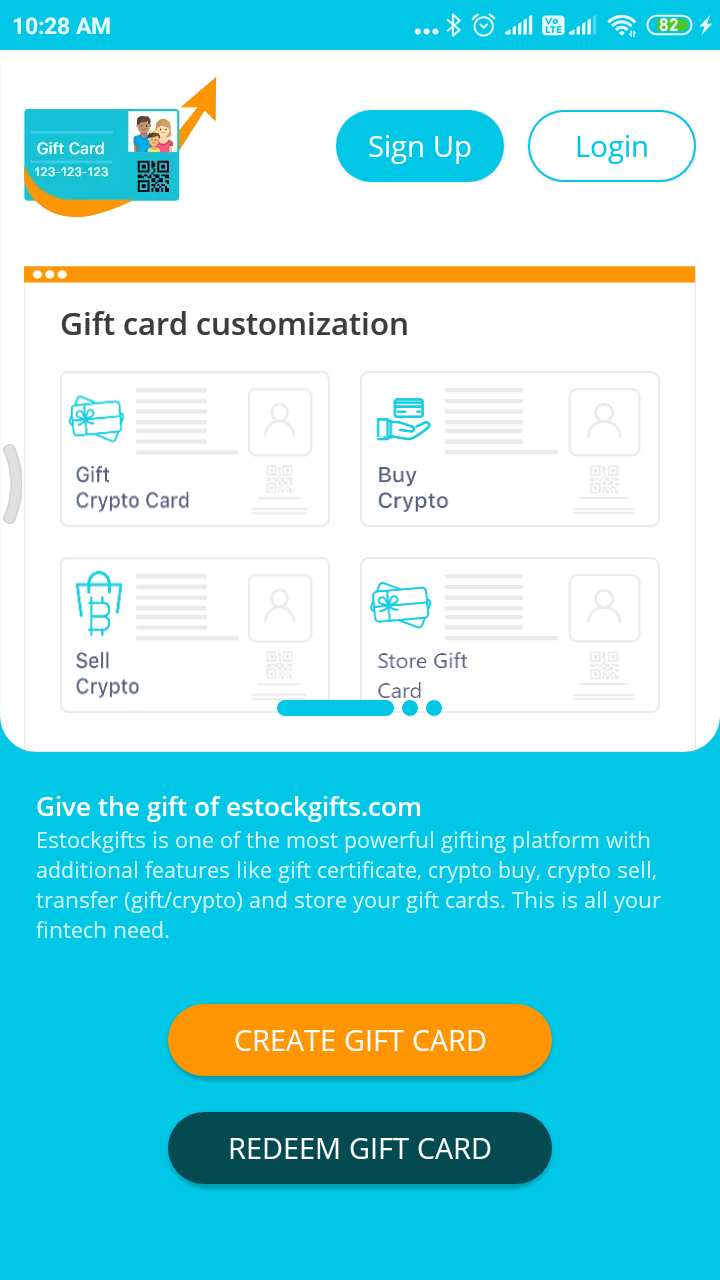 10:28 AM
Vo LTE
82
Gift Card
123-123-123
Sign Up
Login
Gift card customization
Gift
Crypto Card
Buy
Crypto
Sell
Crypto
Store Gift
Card
Give the gift of estockgifts.com
Estockgifts is one of the most powerful gifting platform with
additional features like gift certificate, crypto buy, crypto sell,
transfer (gift/crypto) and store your gift cards. This is all your
fintech need.
CREATE GIFT CARD
REDEEM GIFT CARD